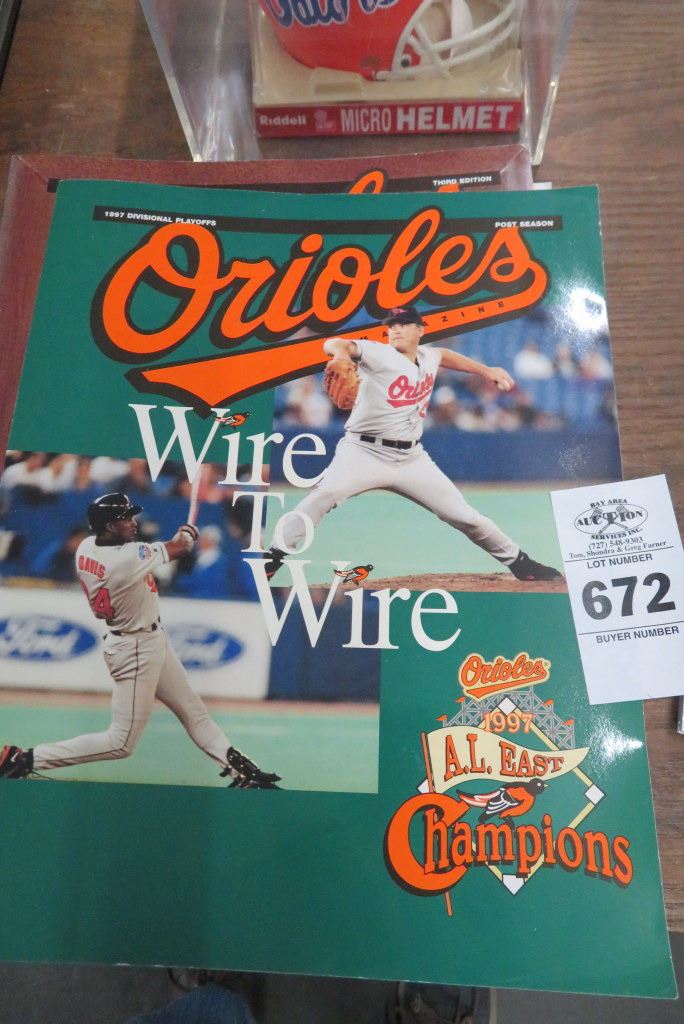 Riddell MICRO HELMET
THIRD EDITION
1997 DIVISIONAL PLAYOFFS
POST SEASON
Orioles
MAGAZINE
Wire
To
Wire
Orioles
DAVIS
Ford
Ford
BAY AREA
AUCTION
SERVICES INC.
(727) 548-9303
Tom, Shondra & Greg Farner
LOT NUMBER
672
BUYER NUMBER
Orioles
1997
A.L. EAST
Champions